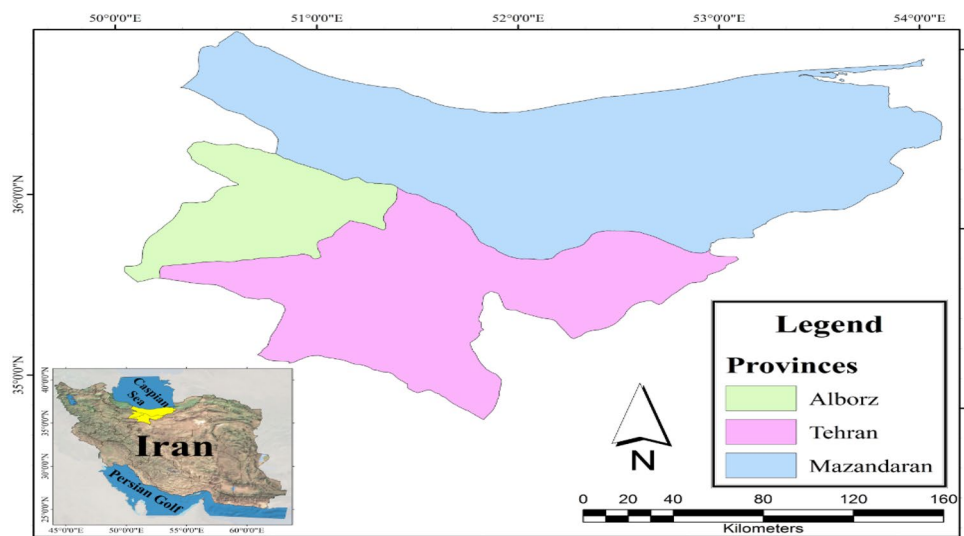 50°0'0"E 51°0'0"E 52°0'0"E 53°0'0"E 54°0'0"E
36°0'0"N
35°0'0"N
Legend
Provinces
Alborz
Tehran
Mazandaran
N
0 20 40 80 120 160
Kilometers
Caspian
Sea
Iran
Persian Golf
40°0'0"N
35°0'0"N
30°0'0"N
25°0'0"N
45°0'0"E 50°0'0"E 55°0'0"E 60°0'0"E